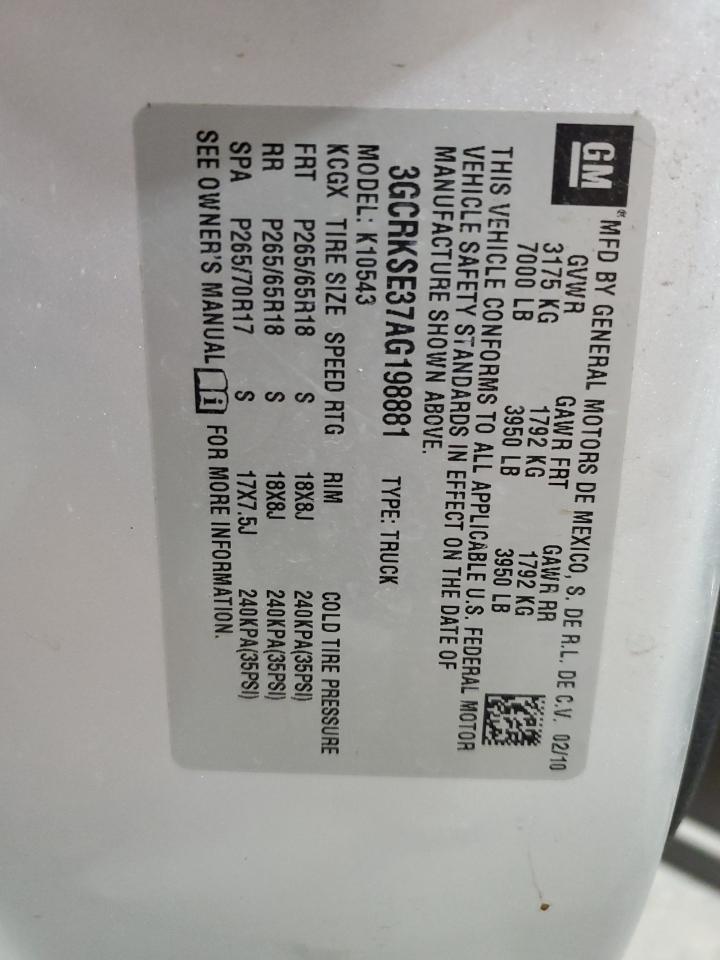 GM® MFD BY GENERAL MOTORS DE MEXICO, S. DE R.L. DE C.V. 02/10
GVWR GAWR FRT GAWR RR
3175 KG 1792 KG 1792 KG
7000 LB 3950 LB 3950 LB
THIS VEHICLE CONFORMS TO ALL APPLICABLE U.S. FEDERAL MOTOR
VEHICLE SAFETY STANDARDS IN EFFECT ON THE DATE OF
MANUFACTURE SHOWN ABOVE.
3GCRKSE37AG198881 TYPE: TRUCK
MODEL: K10543
KCGX TIRE SIZE SPEED RTG RIM COLD TIRE PRESSURE
FRT P265/65R18 S 18X8J 240KPA(35PSI)
RR P265/65R18 S 18X8J 240KPA(35PSI)
SPA P265/70R17 S 17X7.5J 240KPA(35PSI)
SEE OWNER'S MANUAL FOR MORE INFORMATION.